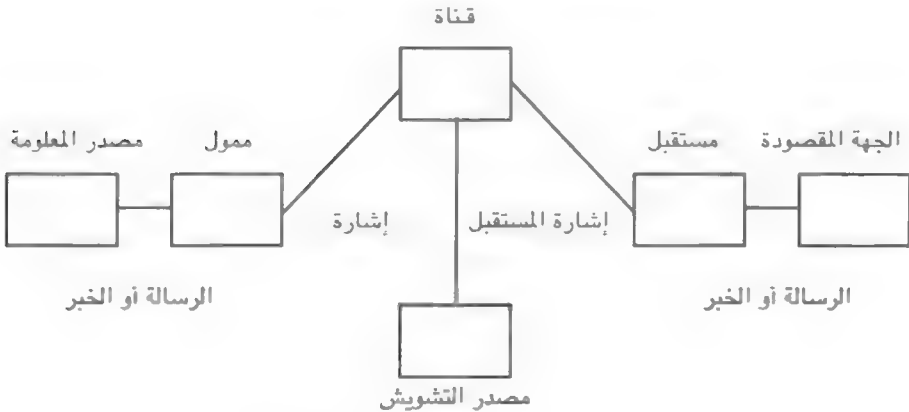 قناة
الجهة المقصودة
مستقبل
ممول
مصدر المعلومة
إشارة المستقبل
إشارة
الرسالة أو الخبر
الرسالة أو الخبر
مصدر التشويش